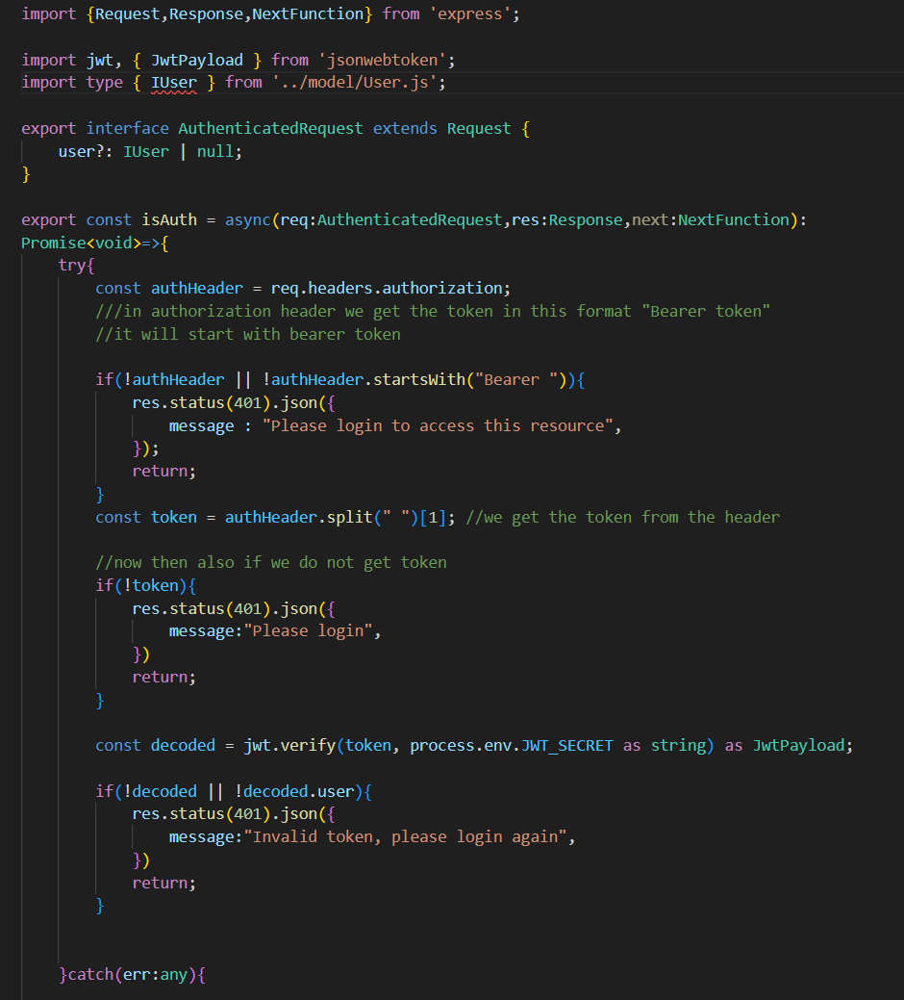 import {Request,Response,NextFunction} from 'express';
import jwt, { JwtPayload } from 'jsonwebtoken';
import type { IUser } from '../model/User.js';
export interface AuthenticatedRequest extends Request {
    user?: IUser | null;
}
export const isAuth = async(req:AuthenticatedRequest,res:Response,next:NextFunction):
Promise<void>=>{
    try{
        const authHeader = req.headers.authorization;
        ///in authorization header we get the token in this format "Bearer token"
        //it will start with bearer token
        if(!authHeader || !authHeader.startsWith("Bearer ")){
            res.status(401).json({
                message : "Please login to access this resource",
            });
            return;
        }
        const token = authHeader.split(" ")[1]; //we get the token from the header
        //now then also if we do not get token
        if(!token){
            res.status(401).json({
                message:"Please login",
            })
            return;
        }
        const decoded = jwt.verify(token, process.env.JWT_SECRET as string) as JwtPayload;
        if(!decoded || !decoded.user){
            res.status(401).json({
                message:"Invalid token, please login again",
            })
            return;
        }
    }catch(err:any){